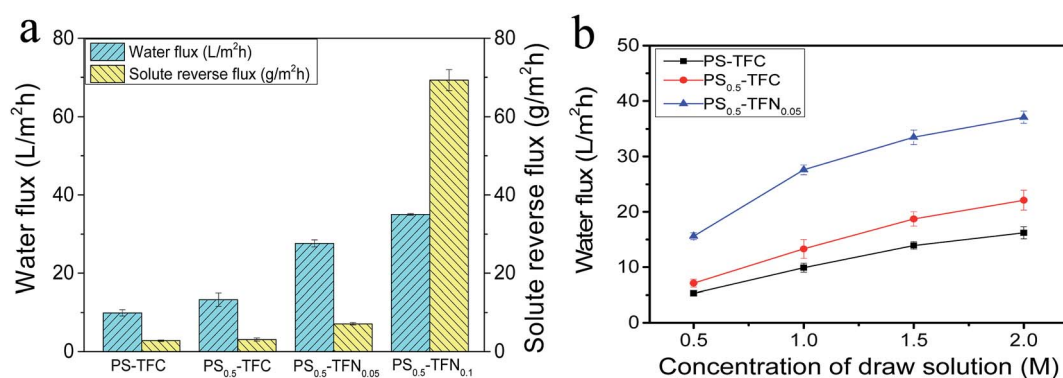 a
Water flux (L/m²h)
80
60
40
20
0
Water flux (L/m²h)
Solute reverse flux (g/m²h)
PS-TFC
PS₀.₅-TFC
PS₀.₅-TFN₀.₀₅
PS₀.₅-TFN₀.₁
80
60
40
20
0
Solute reverse flux (g/m²h)
b
Water flux (L/m²h)
50
40
30
20
10
0
PS-TFC
PS₀.₅-TFC
PS₀.₅-TFN₀.₀₅
0.5 1.0 1.5 2.0
Concentration of draw solution (M)